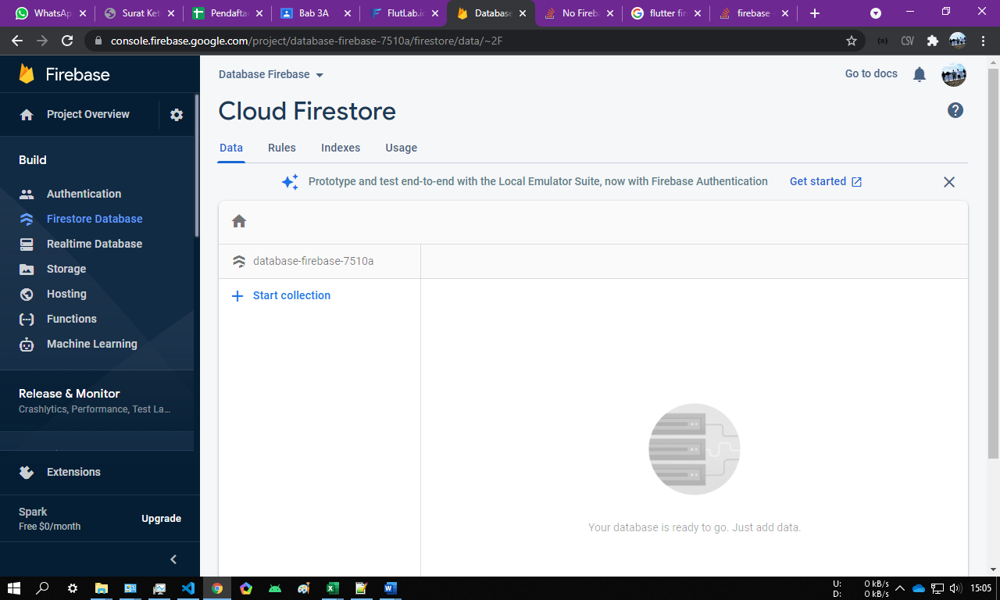 WhatsAp
Surat Ket
Pendafta
Bab 3A
FlutLab.i
Database
No Fireb
flutter fir
firebase -
console.firebase.google.com/project/database-firebase-7510a/firestore/data/~2F
CSV
Firebase
Project Overview
Build
Authentication
Firestore Database
Realtime Database
Storage
Hosting
Functions
Machine Learning
Release & Monitor
Crashlytics, Performance, Test La...
Extensions
Spark
Free $0/month
Upgrade
Database Firebase
Go to docs
Cloud Firestore
Data
Rules
Indexes
Usage
Prototype and test end-to-end with the Local Emulator Suite, now with Firebase Authentication
Get started
database-firebase-7510a
Start collection
Your database is ready to go. Just add data.
U: 0 kB/s
D: 0 kB/s
15:05